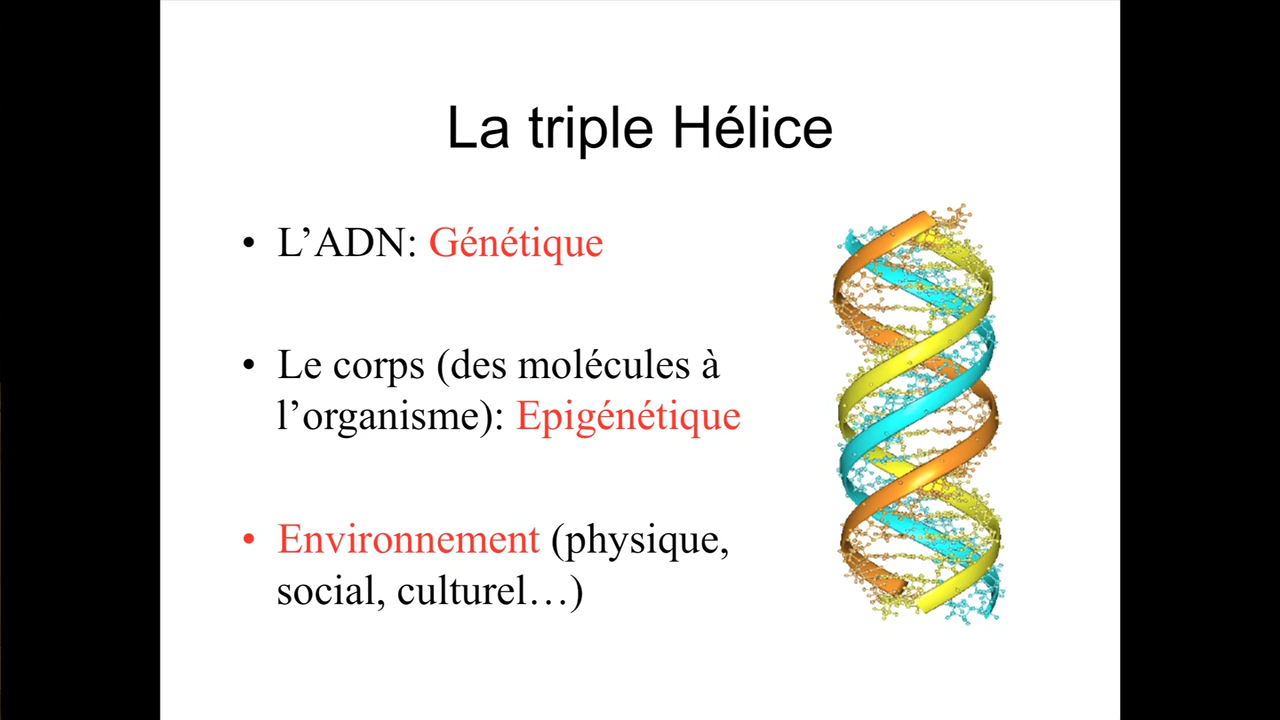 La triple Hélice
• L’ADN: Génétique
• Le corps (des molécules à
l’organisme): Epigénétique
• Environnement (physique,
social, culturel…)